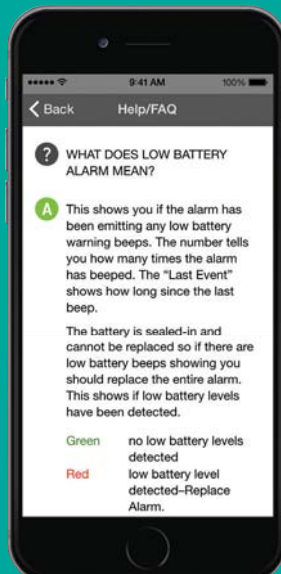 9:41 AM 100%
Back Help/FAQ
? WHAT DOES LOW BATTERY
ALARM MEAN?
A This shows you if the alarm has
been emitting any low battery
warning beeps. The number tells
you how many times the alarm
has beeped. The “Last Event”
shows how long since the last
beep.
The battery is sealed-in and
cannot be replaced so if there are
low battery beeps showing you
should replace the entire alarm.
This shows if low battery levels
have been detected.
Green no low battery levels
detected
Red low battery level
detected–Replace
Alarm.